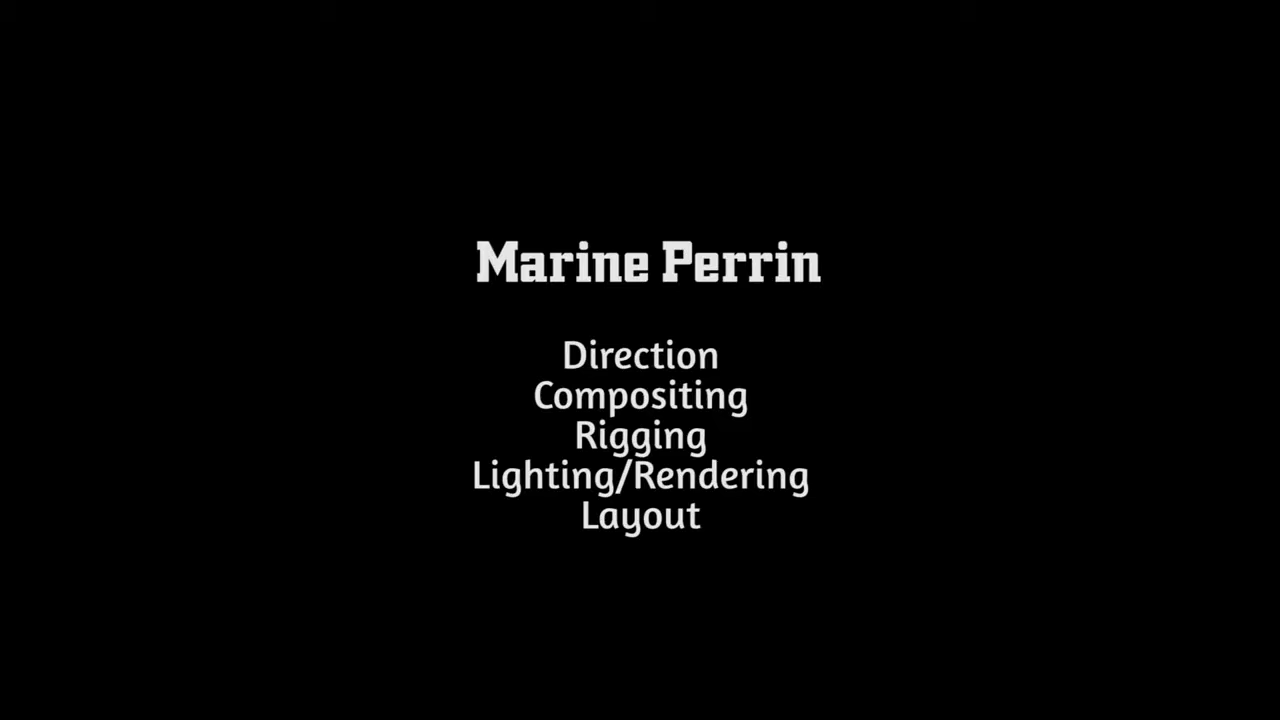 Marine Perrin
Direction
Compositing
Rigging
Lighting/Rendering
Layout